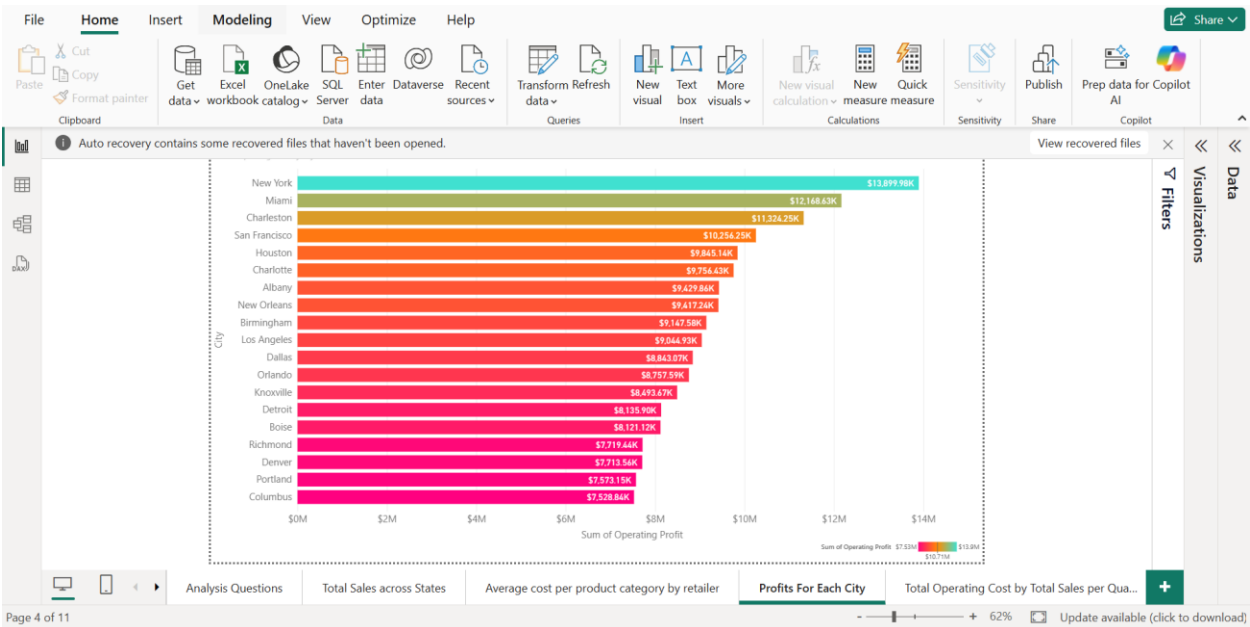 File Home Insert Modeling View Optimize Help Share
Paste
Cut
Copy
Format painter
Clipboard
Get data
Excel workbook
OneLake catalog
SQL Server
Enter data
Dataverse
Recent sources
Data
Transform data
Refresh
Queries
New visual
Text box
More visuals
Insert
New visual calculation
New measure
Quick measure
Calculations
Sensitivity
Sensitivity
Publish
Share
Prep data for AI
Copilot
Copilot
Auto recovery contains some recovered files that haven't been opened.
View recovered files
City
New York $13,899.98K
Miami $12,168.63K
Charleston $11,324.25K
San Francisco $10,256.25K
Houston $9,845.14K
Charlotte $9,756.43K
Albany $9,429.86K
New Orleans $9,417.24K
Birmingham $9,147.58K
Los Angeles $9,044.93K
Dallas $8,843.07K
Orlando $8,757.59K
Knoxville $8,493.67K
Detroit $8,135.90K
Boise $8,121.12K
Richmond $7,719.44K
Denver $7,713.56K
Portland $7,573.15K
Columbus $7,528.84K
$0M $2M $4M $6M $8M $10M $12M $14M
Sum of Operating Profit
Sum of Operating Profit $7.53M $13.9M
$10.71M
Filters
Visualizations
Data
Analysis Questions
Total Sales across States
Average cost per product category by retailer
Profits For Each City
Total Operating Cost by Total Sales per Qua...
Page 4 of 11
62%
Update available (click to download)